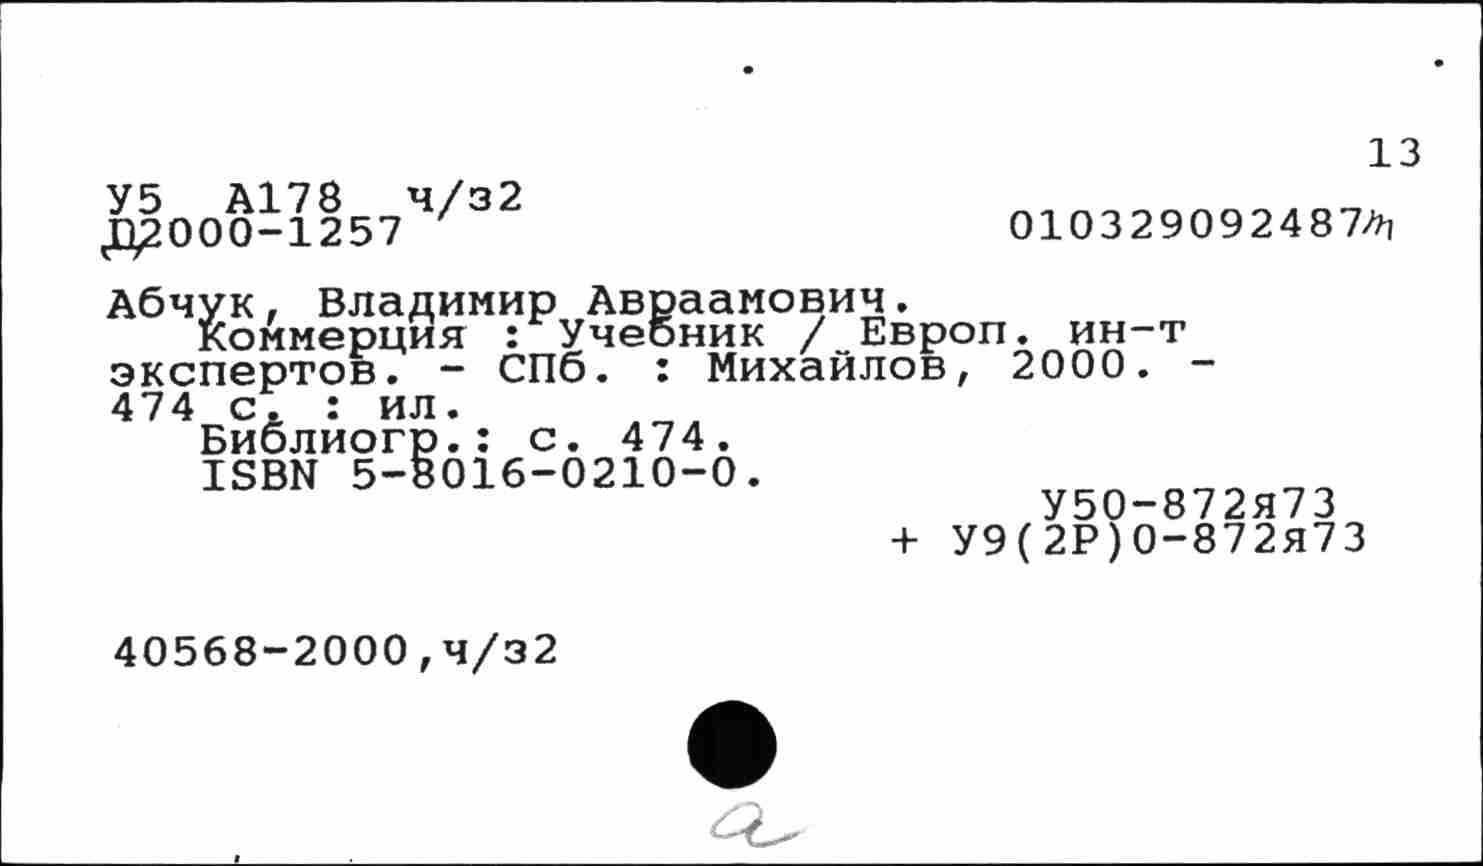 13
У5 А178 ч/з2
Д2000-1257
010329092487m
Абчук, Владимир Авраамович.
Коммерция : Учебник / Европ. ин-т
экспертов. - СПб. : Михайлов, 2000. -
474 с. : ил.
Библиогр.: с. 474.
ISBN 5-8016-0210-0.
У50-872я73
+ У9(2Р)0-872я73
40568-2000,ч/з2
а